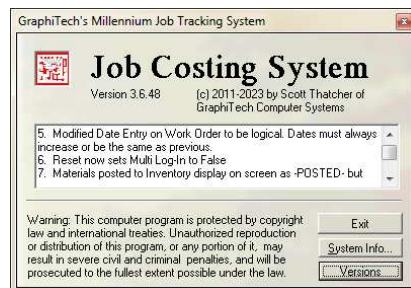 GraphiTech's Millennium Job Tracking System
Job Costing System
Version 3.6.48
(c) 2011-2023 by Scott Thatcher of
GraphiTech Computer Systems
5. Modified Date Entry on Work Order to be logical. Dates must always
increase or be the same as previous.
6. Reset now sets Multi Log-In to False
7. Materials posted to Inventory display on screen as -POSTED- but
Warning: This computer program is protected by copyright
law and international treaties. Unauthorized reproduction
or distribution of this program, or any portion of it, may
result in severe civil and criminal penalties, and will be
prosecuted to the fullest extent possible under the law.
Exit
System Info...
Versions